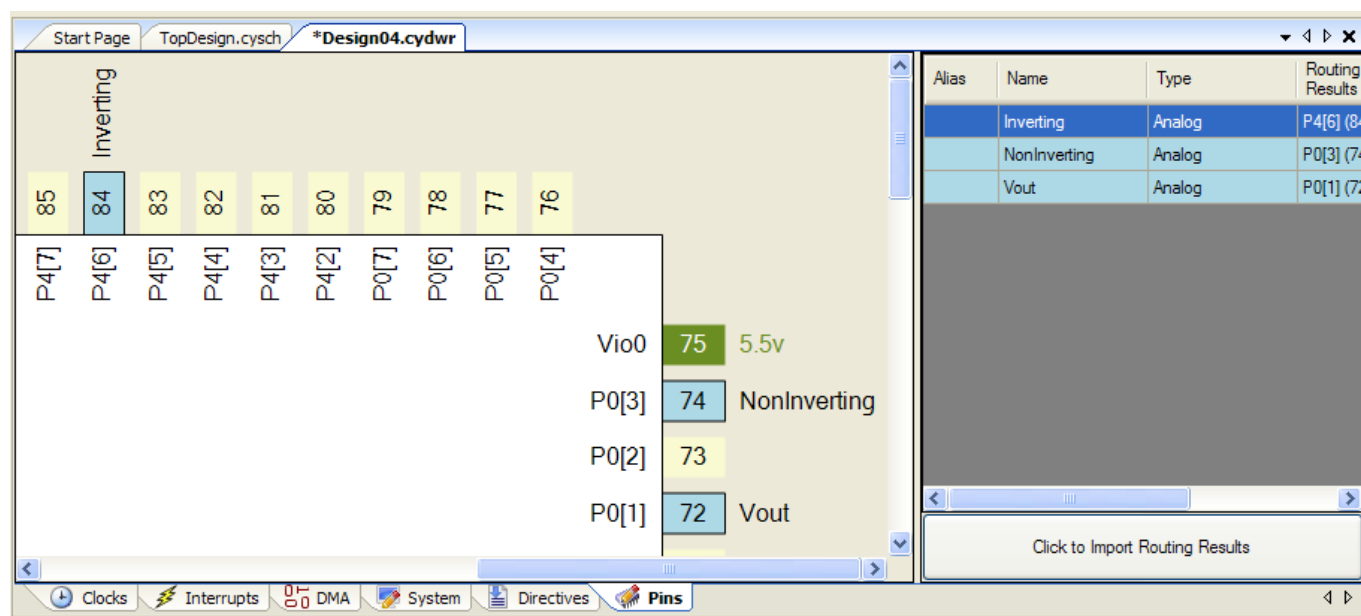 Start Page TopDesign.cysch *Design04.cydwr
Inverting
85 84 83 82 81 80 79 78 77 76
P4[7] P4[6] P4[5] P4[4] P4[3] P4[2] P0[7] P0[6] P0[5] P0[4]
Vio0 75 5.5v
P0[3] 74 NonInverting
P0[2] 73
P0[1] 72 Vout
Alias Name Type Routing Results
Inverting Analog P4[6] (84
NonInverting Analog P0[3] (74
Vout Analog P0[1] (72
Click to Import Routing Results
Clocks Interrupts DMA System Directives Pins